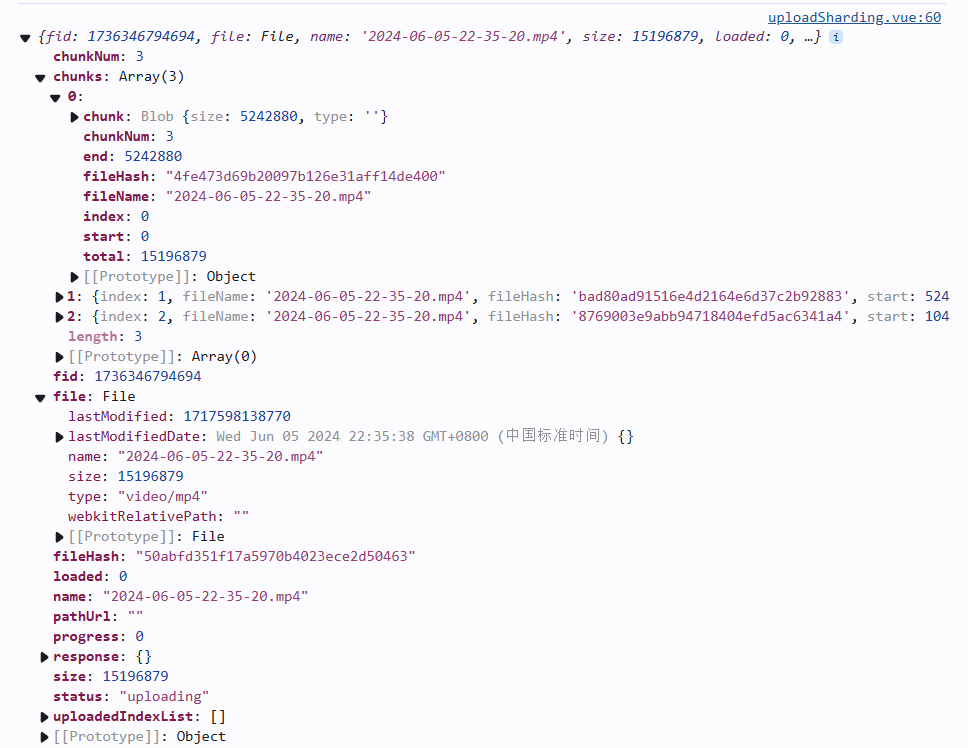 uploadSharding.vue:60
{fid: 1736346794694, file: File, name: '2024-06-05-22-35-20.mp4', size: 15196879, loaded: 0, …} i
chunkNum: 3
chunks: Array(3)
0:
chunk: Blob {size: 5242880, type: ''}
chunkNum: 3
end: 5242880
fileHash: "4fe473d69b20097b126e31aff14de400"
fileName: "2024-06-05-22-35-20.mp4"
index: 0
start: 0
total: 15196879
[[Prototype]]: Object
1: {index: 1, fileName: '2024-06-05-22-35-20.mp4', fileHash: 'bad80ad91516e4d2164e6d37c2b92883', start: 524
2: {index: 2, fileName: '2024-06-05-22-35-20.mp4', fileHash: '8769003e9abb94718404efd5ac6341a4', start: 104
length: 3
[[Prototype]]: Array(0)
fid: 1736346794694
file: File
lastModified: 1717598138770
lastModifiedDate: Wed Jun 05 2024 22:35:38 GMT+0800 (中国标准时间) {}
name: "2024-06-05-22-35-20.mp4"
size: 15196879
type: "video/mp4"
webkitRelativePath: ""
[[Prototype]]: File
fileHash: "50abfd351f17a5970b4023ece2d50463"
loaded: 0
name: "2024-06-05-22-35-20.mp4"
pathUrl: ""
progress: 0
response: {}
size: 15196879
status: "uploading"
uploadedIndexList: []
[[Prototype]]: Object